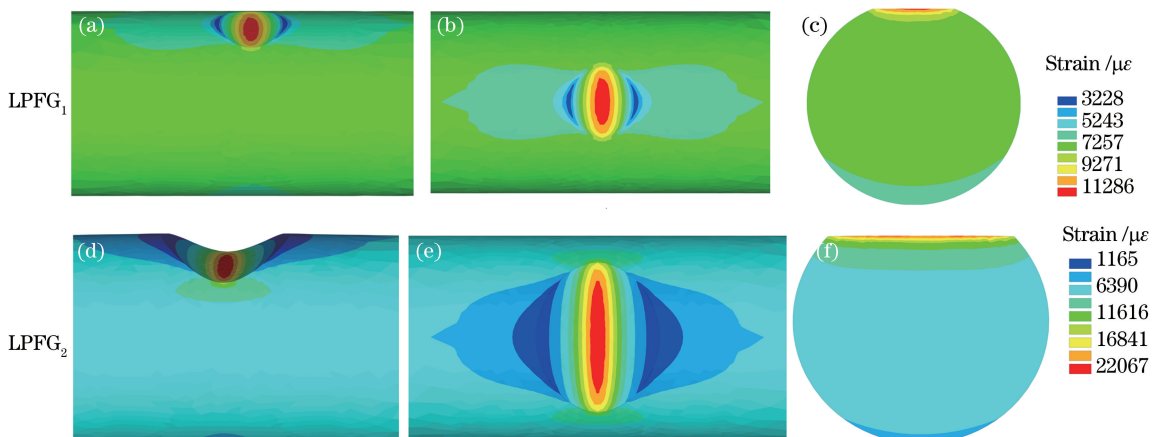 (a)
(b)
(c)
LPFG₁
Strain /με
3228
5243
7257
9271
11286
(d)
(e)
(f)
LPFG₂
Strain /με
1165
6390
11616
16841
22067